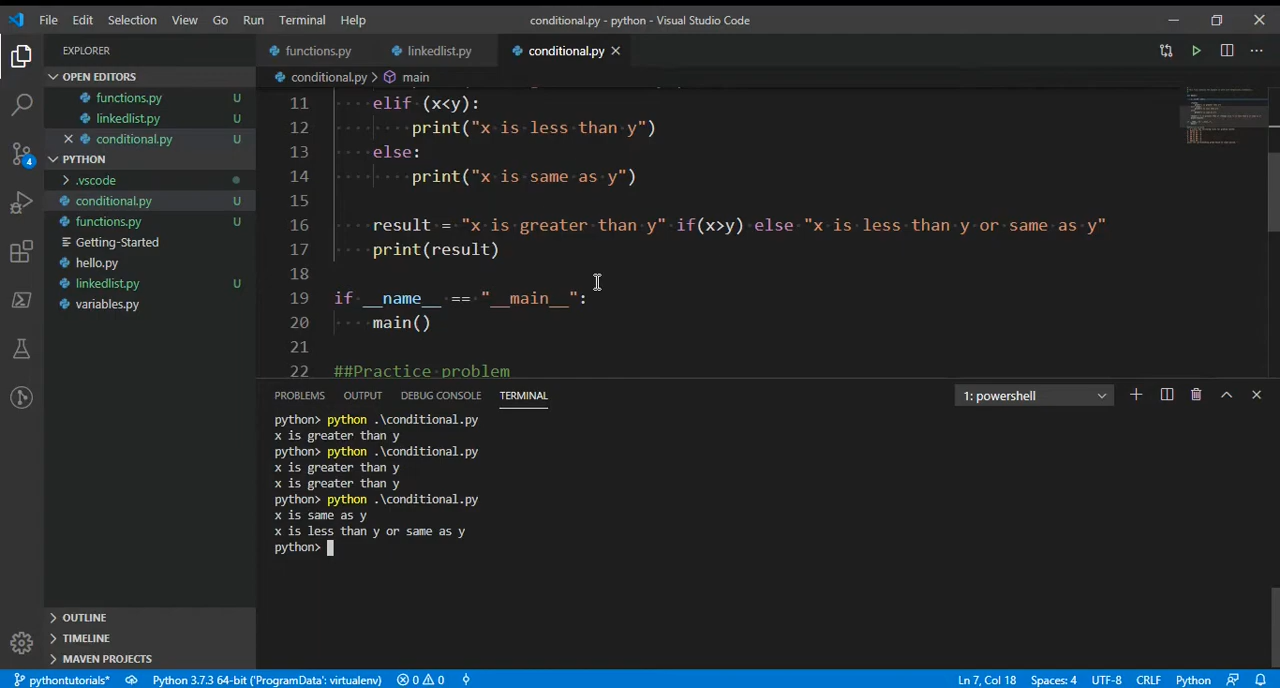 File Edit Selection View Go Run Terminal Help conditional.py - python - Visual Studio Code
EXPLORER
functions.py linkedlist.py conditional.py
OPEN EDITORS
functions.py U
linkedlist.py U
conditional.py U
PYTHON
.vscode
conditional.py U
functions.py U
Getting-Started
hello.py
linkedlist.py U
variables.py
OUTLINE
TIMELINE
MAVEN PROJECTS
4
conditional.py > main
11 elif (x<y):
12 print("x is less than y")
13 else:
14 print("x is same as y")
15
16 result = "x is greater than y" if(x>y) else "x is less than y or same as y"
17 print(result)
18
19 if __name__ == "__main__":
20 main()
21
22 ##Practice problem
PROBLEMS OUTPUT DEBUG CONSOLE TERMINAL 1: powershell
python> python .\conditional.py
x is greater than y
python> python .\conditional.py
x is greater than y
x is greater than y
python> python .\conditional.py
x is same as y
x is less than y or same as y
python>
pythontutorials* Python 3.7.3 64-bit ('ProgramData': virtualenv) 0 0 Ln 7, Col 18 Spaces: 4 UTF-8 CRLF Python